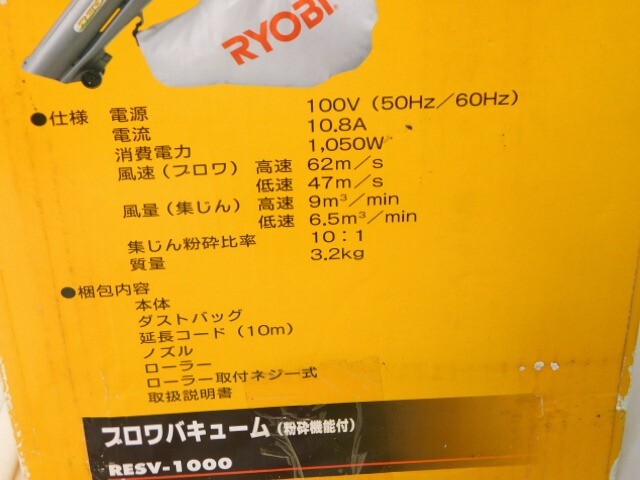 RYOBI
●仕様 電源 100V（50Hz／60Hz）
電流 10.8A
消費電力 1,050W
風速（ブロワ）高速 62m／s
低速 47m／s
風量（集じん）高速 9m³／min
低速 6.5m³／min
集じん粉砕比率 10：1
質量 3.2kg
●梱包内容
本体
ダストバッグ
延長コード（10m）
ノズル
ローラー
ローラー取付ネジ一式
取扱説明書
ブロワバキューム（粉砕機能付）
RESV-1000